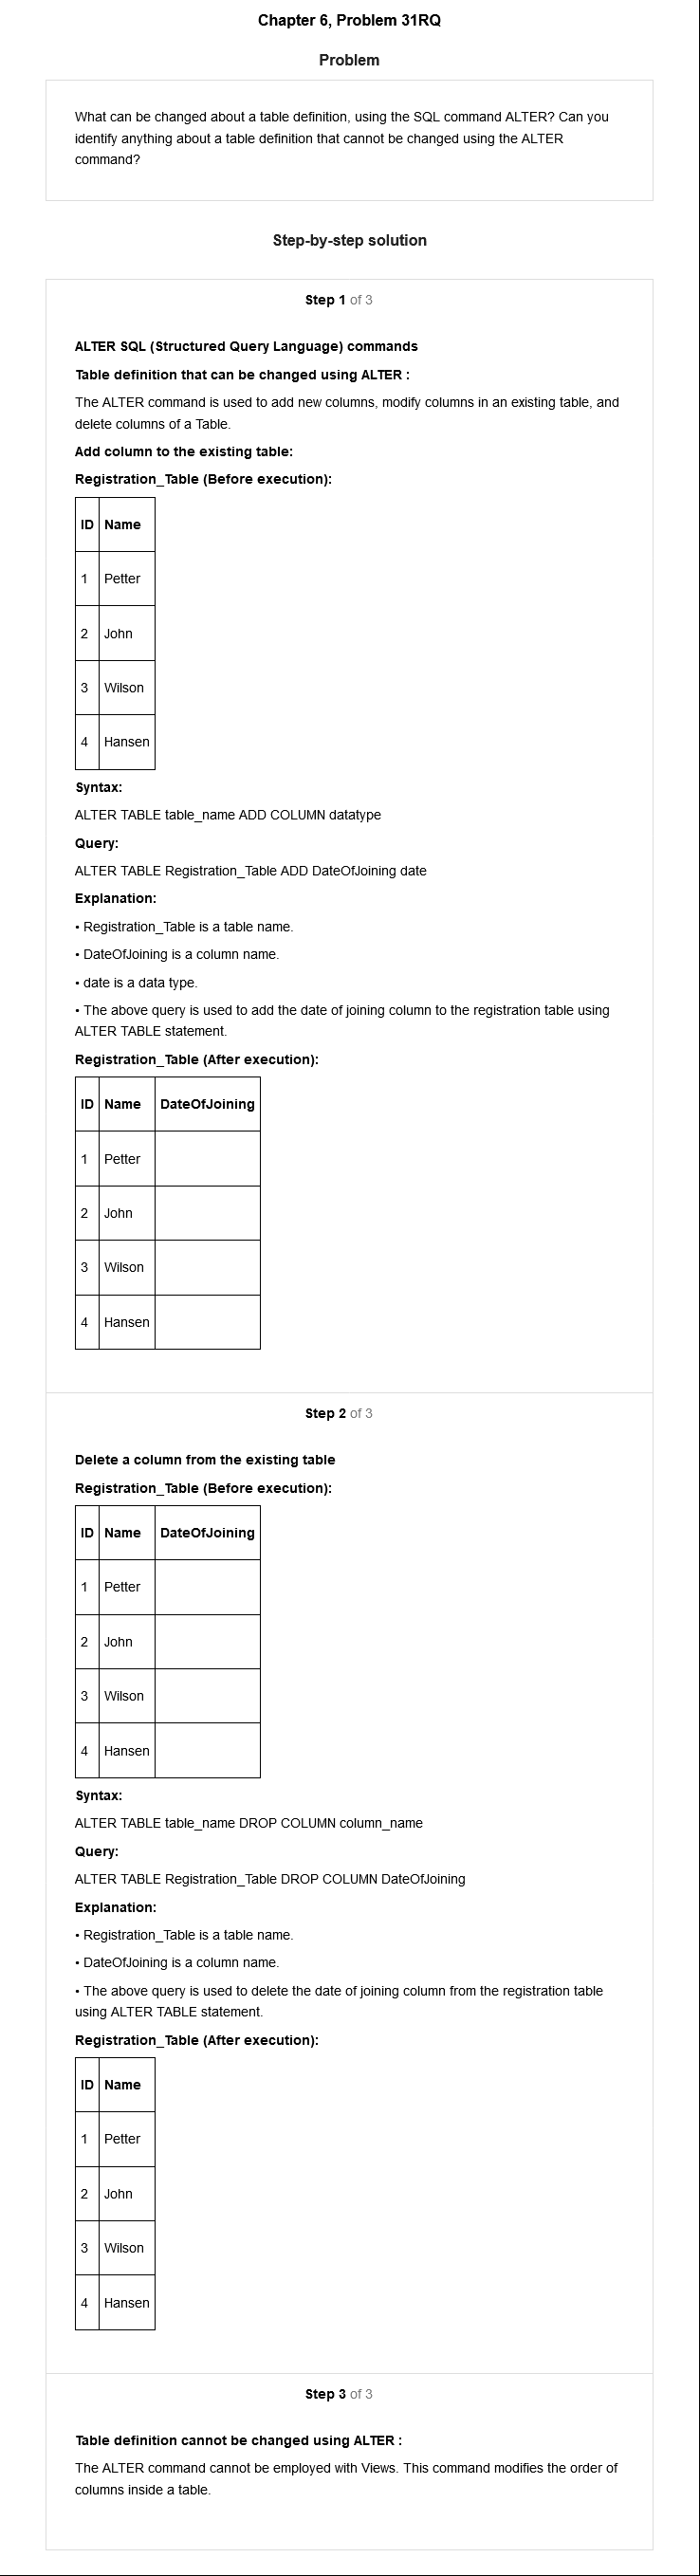 Chapter 6, Problem 31RQ
Problem
What can be changed about a table definition, using the SQL command ALTER? Can you
identify anything about a table definition that cannot be changed using the ALTER
command?
Step-by-step solution
Step 1 of 3
ALTER SQL (Structured Query Language) commands
Table definition that can be changed using ALTER :
The ALTER command is used to add new columns, modify columns in an existing table, and
delete columns of a Table.
Add column to the existing table:
Registration_Table (Before execution):
ID Name
1 Petter
2 John
3 Wilson
4 Hansen
Syntax:
ALTER TABLE table_name ADD COLUMN datatype
Query:
ALTER TABLE Registration_Table ADD DateOfJoining date
Explanation:
• Registration_Table is a table name.
• DateOfJoining is a column name.
• date is a data type.
• The above query is used to add the date of joining column to the registration table using
ALTER TABLE statement.
Registration_Table (After execution):
ID Name DateOfJoining
1 Petter
2 John
3 Wilson
4 Hansen
Step 2 of 3
Delete a column from the existing table
Registration_Table (Before execution):
ID Name DateOfJoining
1 Petter
2 John
3 Wilson
4 Hansen
Syntax:
ALTER TABLE table_name DROP COLUMN column_name
Query:
ALTER TABLE Registration_Table DROP COLUMN DateOfJoining
Explanation:
• Registration_Table is a table name.
• DateOfJoining is a column name.
• The above query is used to delete the date of joining column from the registration table
using ALTER TABLE statement.
Registration_Table (After execution):
ID Name
1 Petter
2 John
3 Wilson
4 Hansen
Step 3 of 3
Table definition cannot be changed using ALTER :
The ALTER command cannot be employed with Views. This command modifies the order of
columns inside a table.